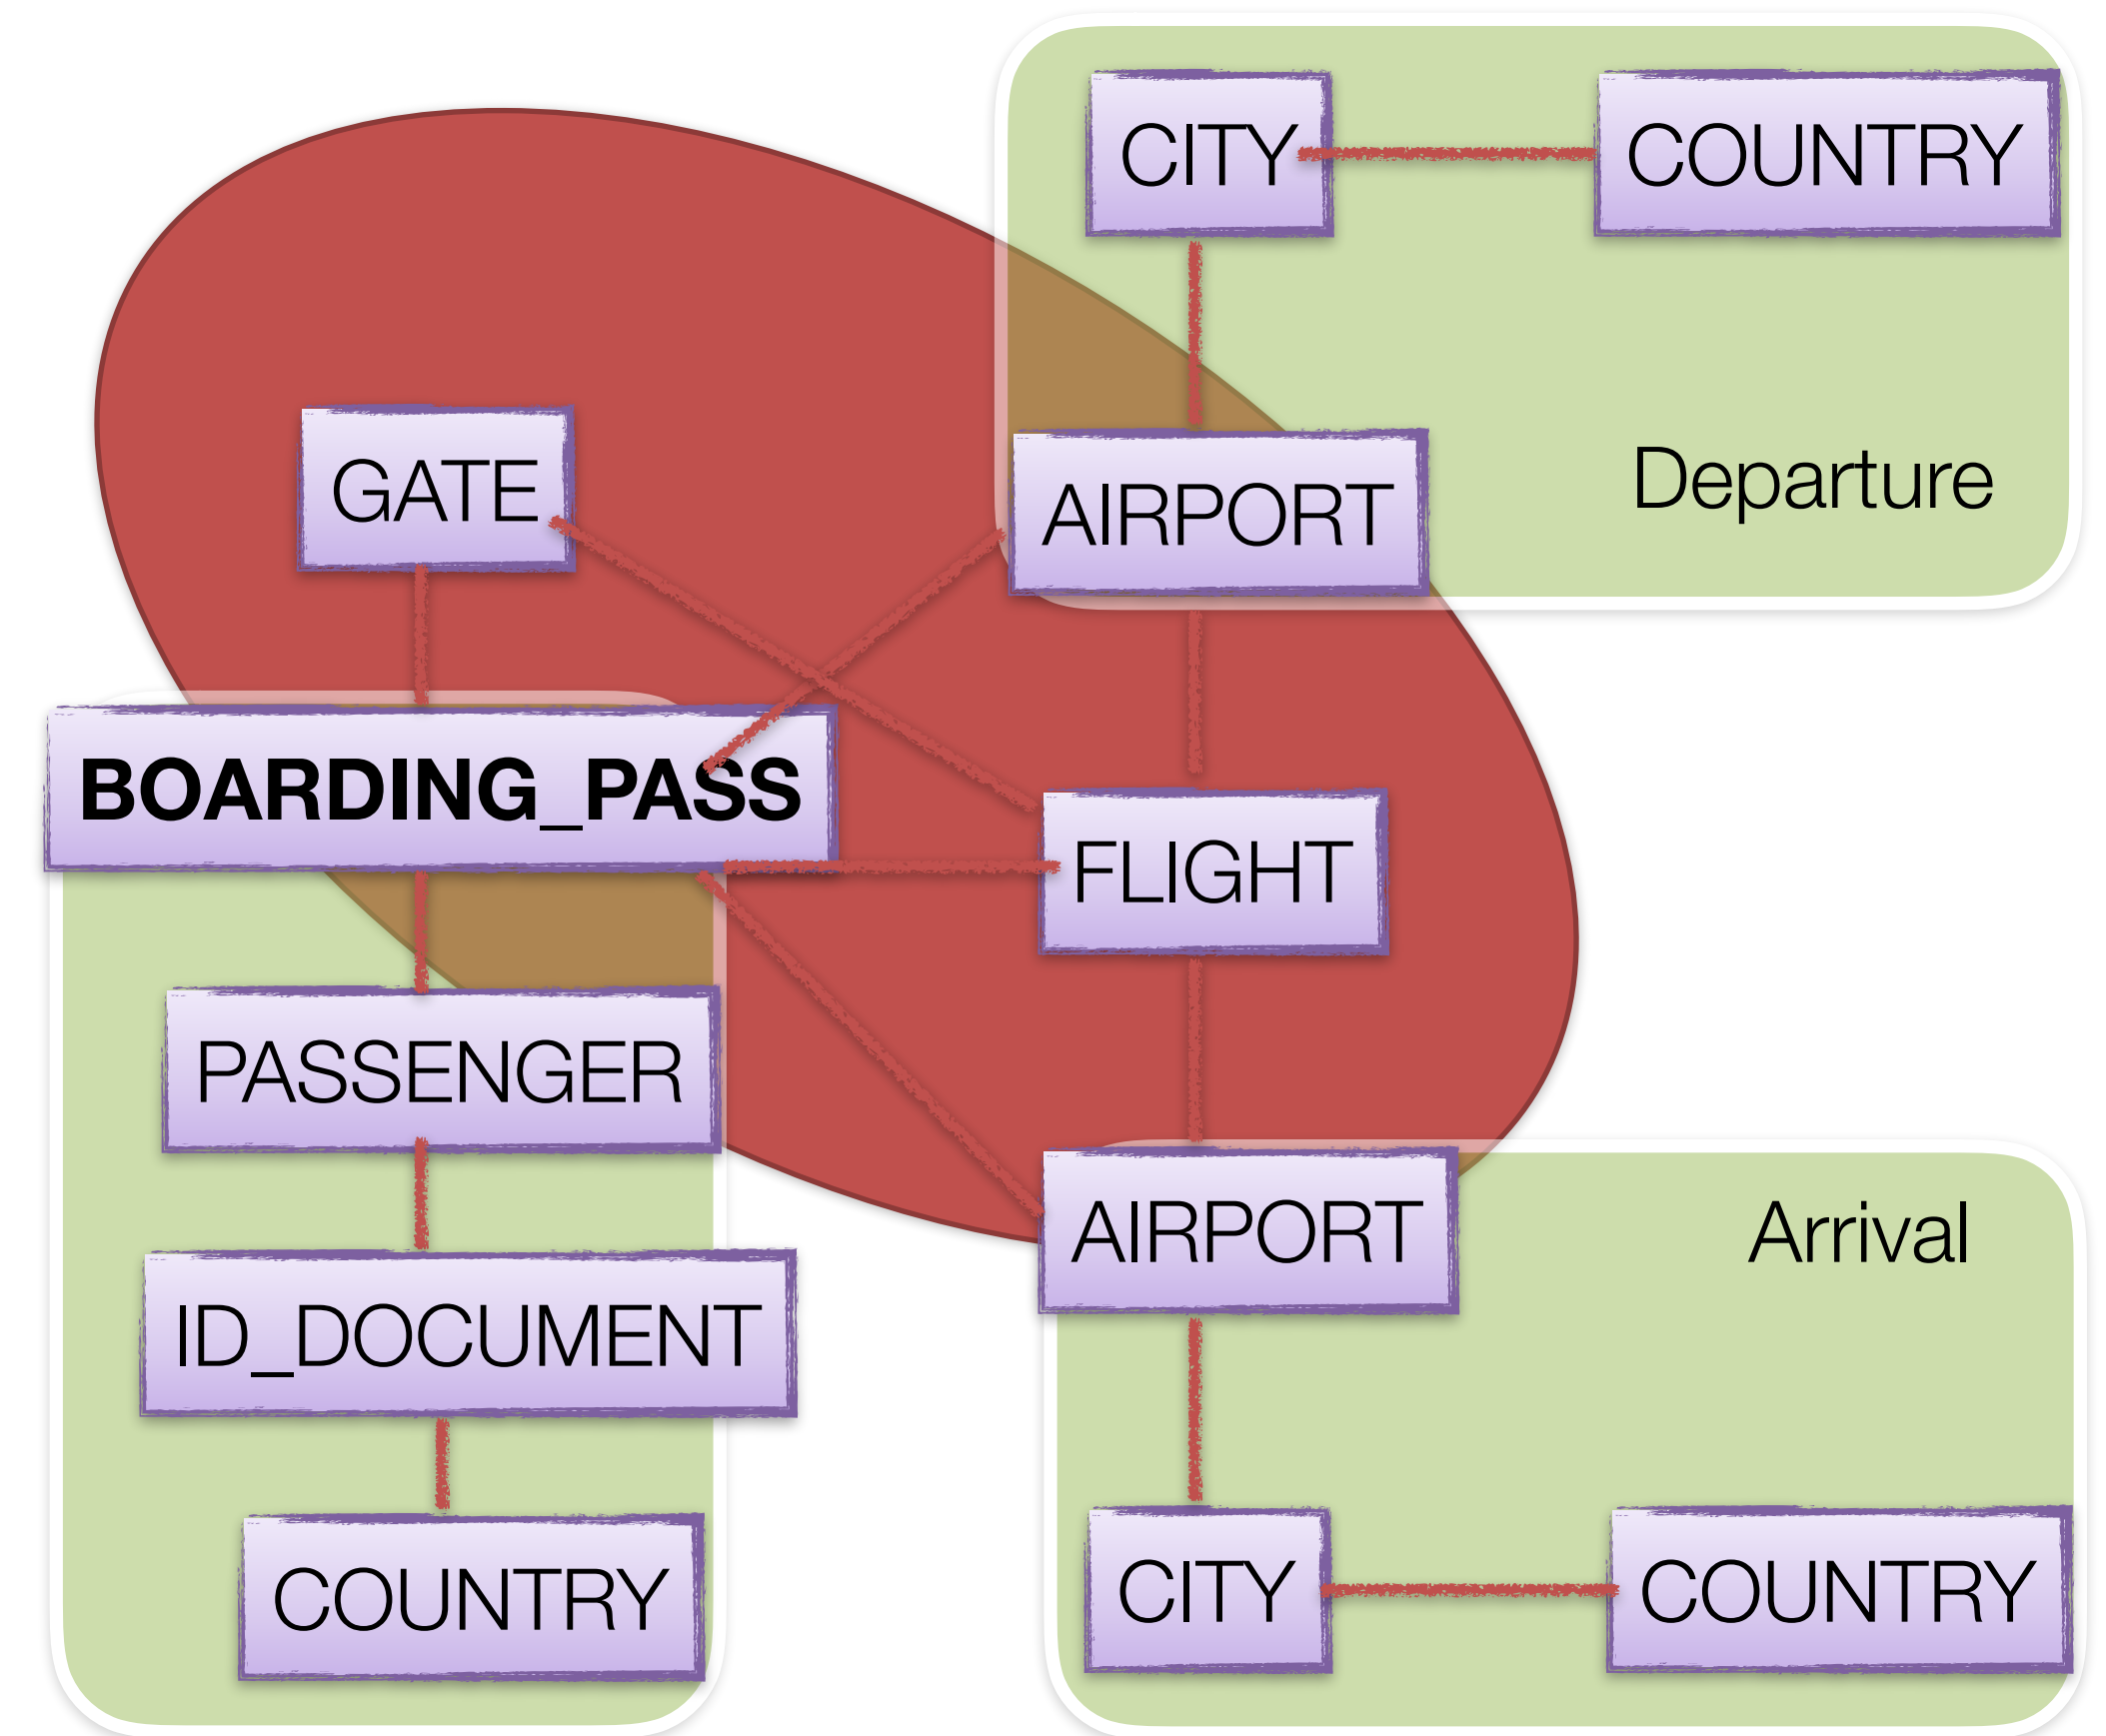 CITY
COUNTRY
GATE
AIRPORT
Departure
BOARDING_PASS
FLIGHT
PASSENGER
AIRPORT
Arrival
ID_DOCUMENT
COUNTRY
CITY
COUNTRY